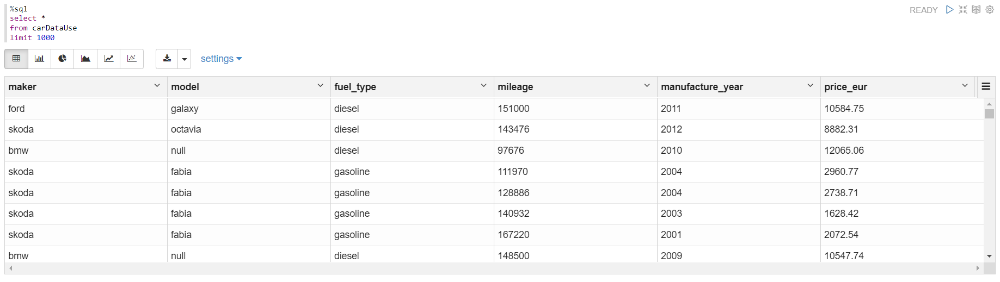 %sql
select *
from carDataUse
limit 1000
READY
settings
maker model fuel_type mileage manufacture_year price_eur
ford galaxy diesel 151000 2011 10584.75
skoda octavia diesel 143476 2012 8882.31
bmw null diesel 97676 2010 12065.06
skoda fabia gasoline 111970 2004 2960.77
skoda fabia gasoline 128886 2004 2738.71
skoda fabia gasoline 140932 2003 1628.42
skoda fabia gasoline 167220 2001 2072.54
bmw null diesel 148500 2009 10547.74